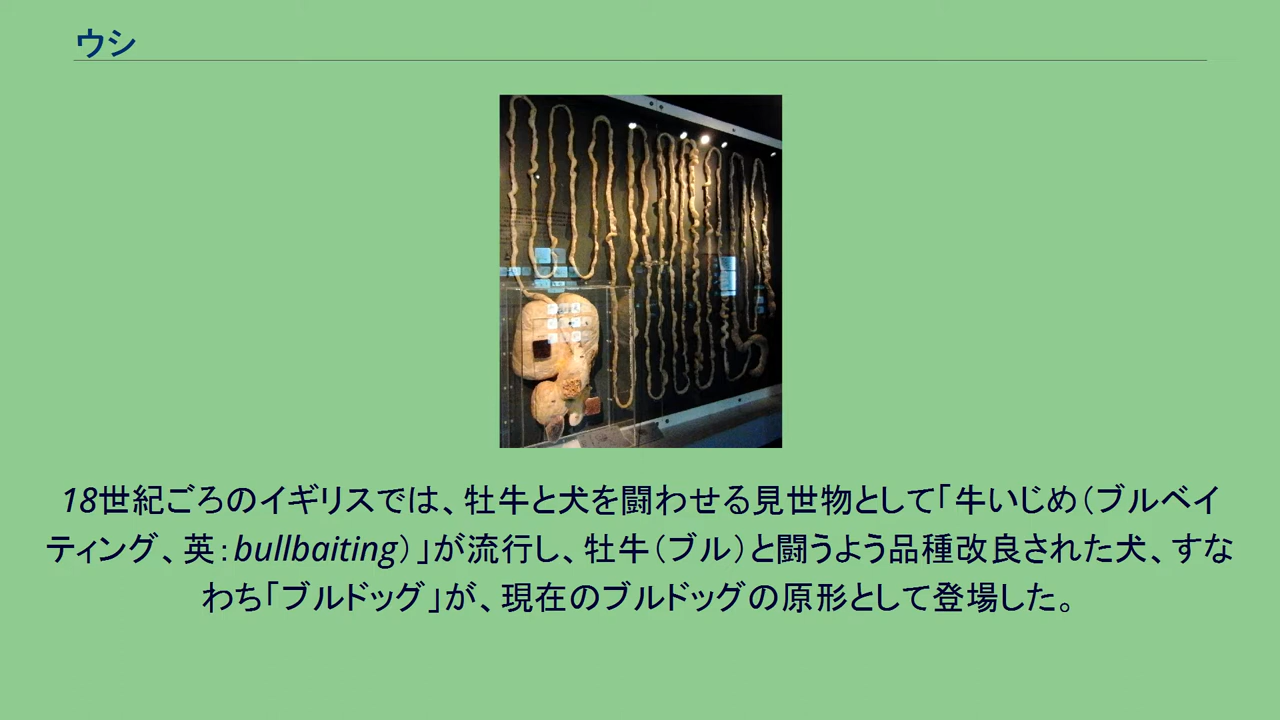 ウシ
18世紀ごろのイギリスでは、牡牛と犬を闘わせる見世物として「牛いじめ（ブルベイ
ティング、英：bullbaiting）」が流行し、牡牛（ブル）と闘うよう品種改良された犬、すな
わち「ブルドッグ」が、現在のブルドッグの原形として登場した。